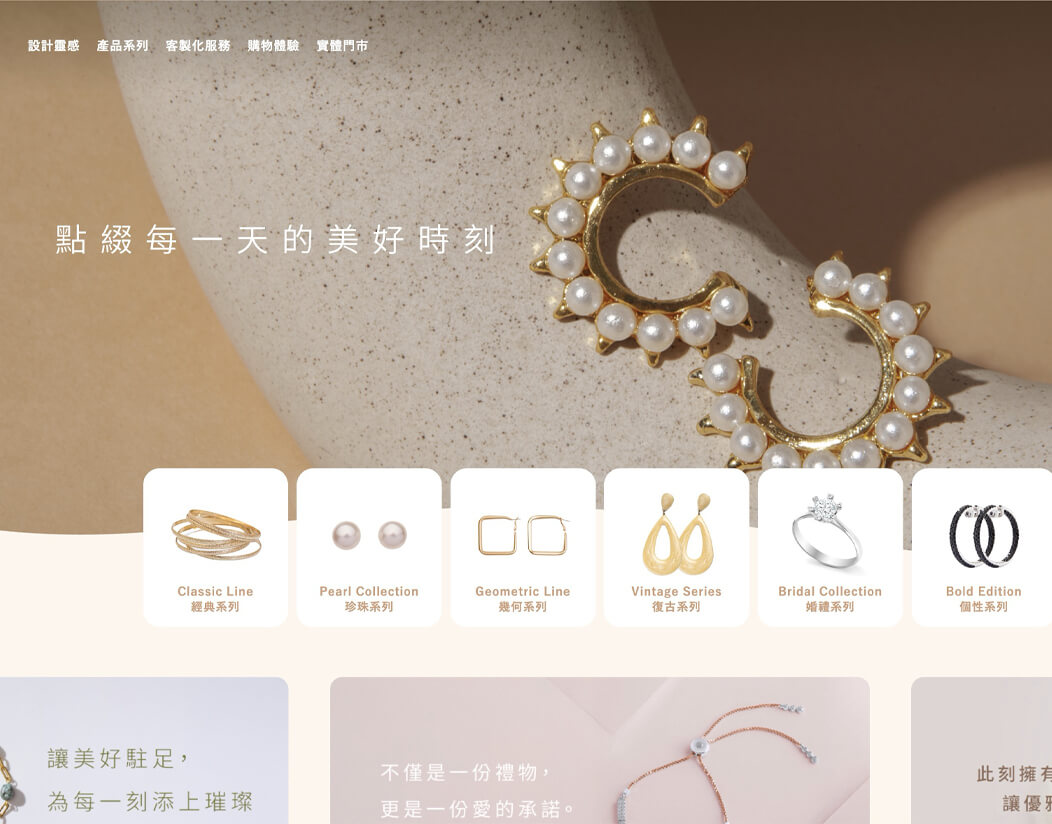 設計靈感 產品系列 客製化服務 購物體驗 實體門市
點綴每一天的美好時刻
Classic Line
經典系列
Pearl Collection
珍珠系列
Geometric Line
幾何系列
Vintage Series
復古系列
Bridal Collection
婚禮系列
Bold Edition
個性系列
讓美好駐足，
為每一刻添上璀璨
不僅是一份禮物，
更是一份愛的承諾。
此刻擁有
讓優雅